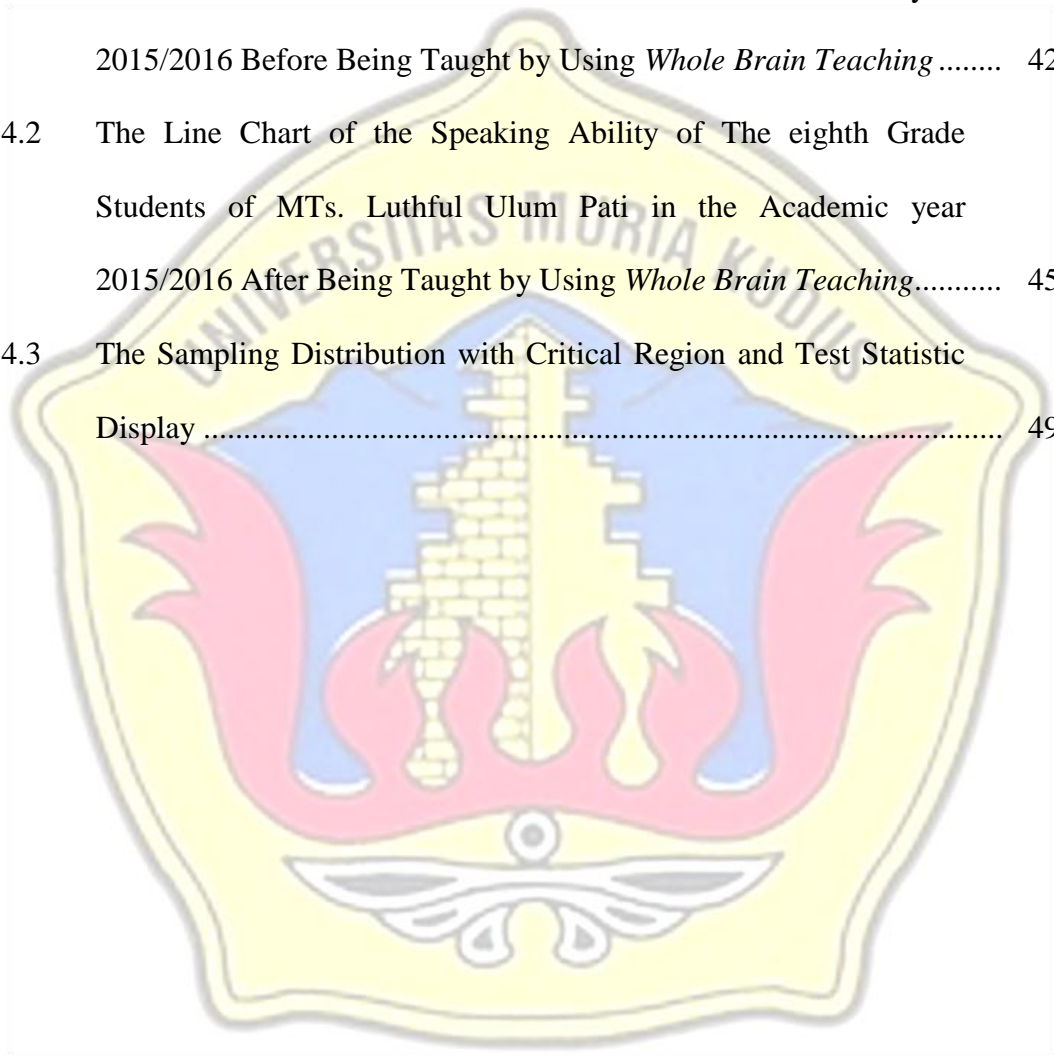 2015/2016 Before Being Taught by Using Whole Brain Teaching ........ 42
4.2 The Line Chart of the Speaking Ability of The eighth Grade
Students of MTs. Luthful Ulum Pati in the Academic year
UNIVERSITAS MURIA KUDUS
2015/2016 After Being Taught by Using Whole Brain Teaching........... 45
4.3 The Sampling Distribution with Critical Region and Test Statistic
Display ..................................................................................................... 49